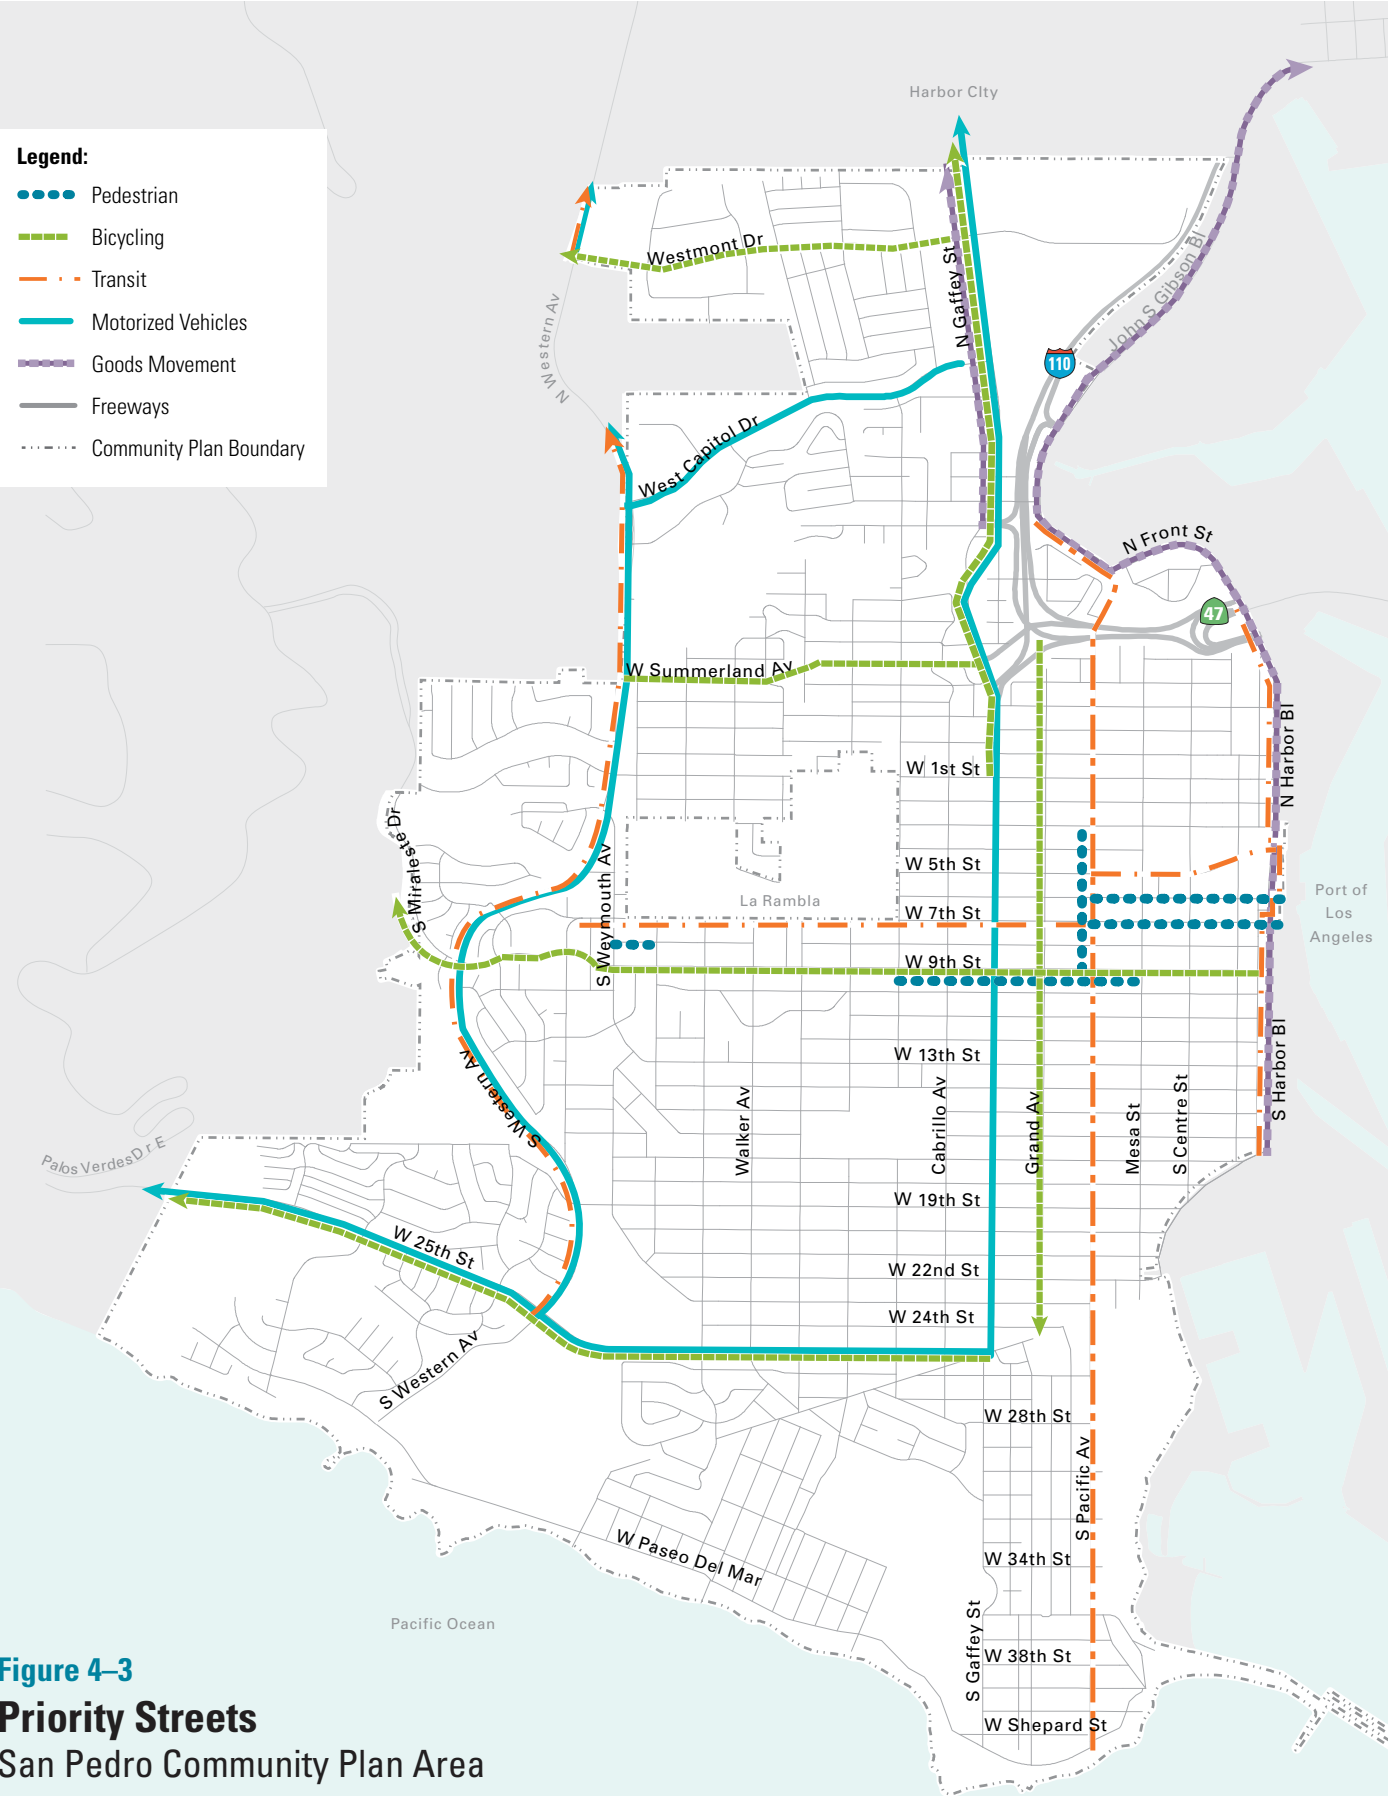 Harbor CIty
Legend:
Pedestrian
Bicycling
Transit
Motorized Vehicles
Goods Movement
Freeways
Community Plan Boundary
Westmont Dr
N Gaffey St
John S Gibson Bl
N Western Av
110
West Capitol Dr
N Front St
47
W Summerland Av
N Harbor Bl
W 1st St
S Miraleste Dr
S Weymouth Av
W 5th St
La Rambla
W 7th St
Port of
Los
Angeles
W 9th St
S Western Av
W 13th St
S Harbor Bl
Walker Av
Cabrillo Av
Grand Av
Mesa St
S Centre St
Palos Verdes Dr E
W 19th St
W 25th St
W 22nd St
W 24th St
S Western Av
W 28th St
S Pacific Av
W Paseo Del Mar
W 34th St
Pacific Ocean
S Gaffey St
W 38th St
W Shepard St
Figure 4–3
Priority Streets
San Pedro Community Plan Area